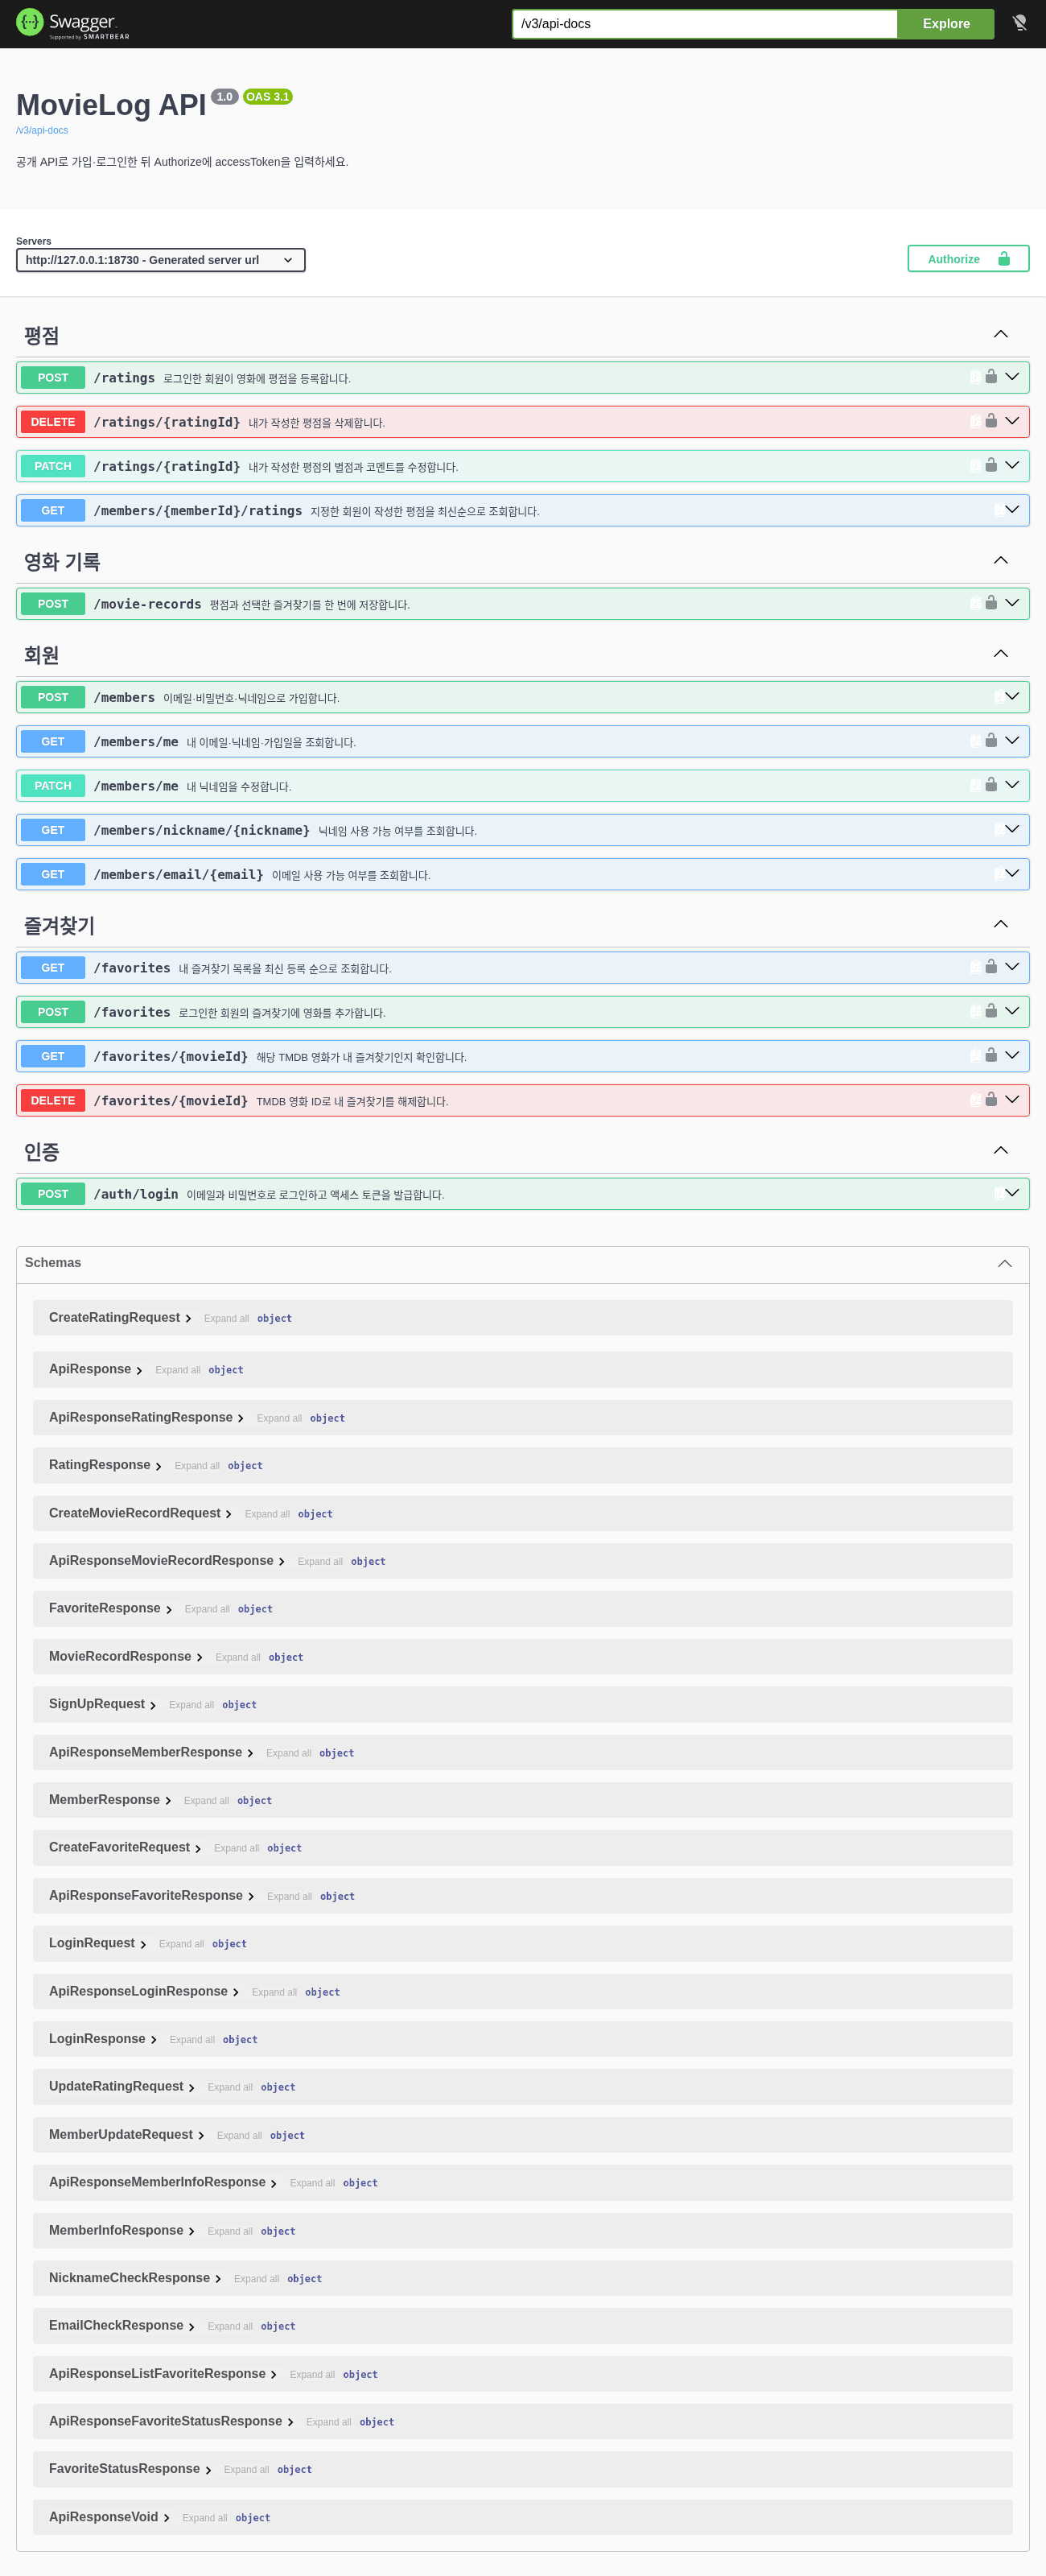 Swagger
Supported by SMARTBEAR
/v3/api-docs
Explore
MovieLog API 1.0 OAS 3.1
/v3/api-docs
공개 API로 가입·로그인한 뒤 Authorize에 accessToken을 입력하세요.
Servers
http://127.0.0.1:18730 - Generated server url
Authorize
평점
POST /ratings 로그인한 회원이 영화에 평점을 등록합니다.
DELETE /ratings/{ratingId} 내가 작성한 평점을 삭제합니다.
PATCH /ratings/{ratingId} 내가 작성한 평점의 별점과 코멘트를 수정합니다.
GET /members/{memberId}/ratings 지정한 회원이 작성한 평점을 최신순으로 조회합니다.
영화 기록
POST /movie-records 평점과 선택한 즐겨찾기를 한 번에 저장합니다.
회원
POST /members 이메일·비밀번호·닉네임으로 가입합니다.
GET /members/me 내 이메일·닉네임·가입일을 조회합니다.
PATCH /members/me 내 닉네임을 수정합니다.
GET /members/nickname/{nickname} 닉네임 사용 가능 여부를 조회합니다.
GET /members/email/{email} 이메일 사용 가능 여부를 조회합니다.
즐겨찾기
GET /favorites 내 즐겨찾기 목록을 최신 등록 순으로 조회합니다.
POST /favorites 로그인한 회원의 즐겨찾기에 영화를 추가합니다.
GET /favorites/{movieId} 해당 TMDB 영화가 내 즐겨찾기인지 확인합니다.
DELETE /favorites/{movieId} TMDB 영화 ID로 내 즐겨찾기를 해제합니다.
인증
POST /auth/login 이메일과 비밀번호로 로그인하고 액세스 토큰을 발급합니다.
Schemas
CreateRatingRequest Expand all object
ApiResponse Expand all object
ApiResponseRatingResponse Expand all object
RatingResponse Expand all object
CreateMovieRecordRequest Expand all object
ApiResponseMovieRecordResponse Expand all object
FavoriteResponse Expand all object
MovieRecordResponse Expand all object
SignUpRequest Expand all object
ApiResponseMemberResponse Expand all object
MemberResponse Expand all object
CreateFavoriteRequest Expand all object
ApiResponseFavoriteResponse Expand all object
LoginRequest Expand all object
ApiResponseLoginResponse Expand all object
LoginResponse Expand all object
UpdateRatingRequest Expand all object
MemberUpdateRequest Expand all object
ApiResponseMemberInfoResponse Expand all object
MemberInfoResponse Expand all object
NicknameCheckResponse Expand all object
EmailCheckResponse Expand all object
ApiResponseListFavoriteResponse Expand all object
ApiResponseFavoriteStatusResponse Expand all object
FavoriteStatusResponse Expand all object
ApiResponseVoid Expand all object